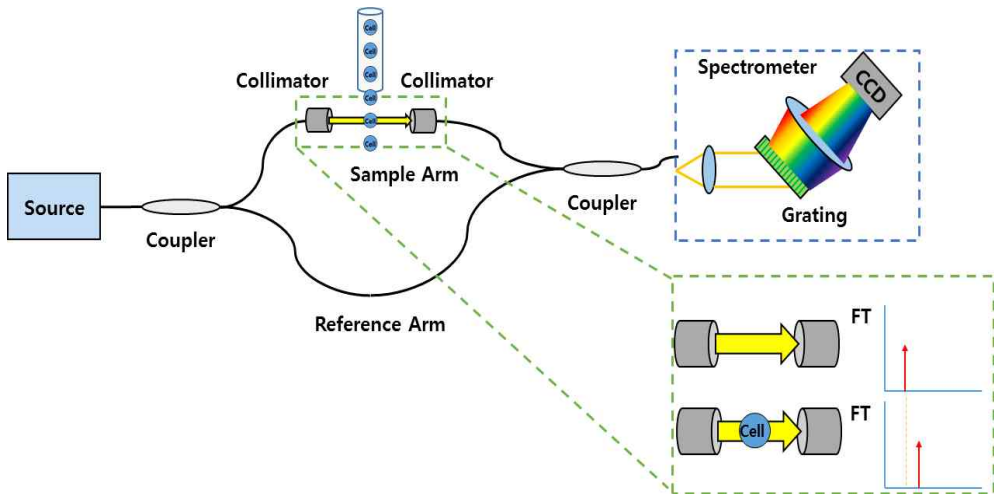 Cell
Cell
Cell
Cell
Cell
Cell
Collimator
Collimator
Sample Arm
Source
Coupler
Reference Arm
Coupler
Spectrometer
CCD
Grating
FT
Cell
FT